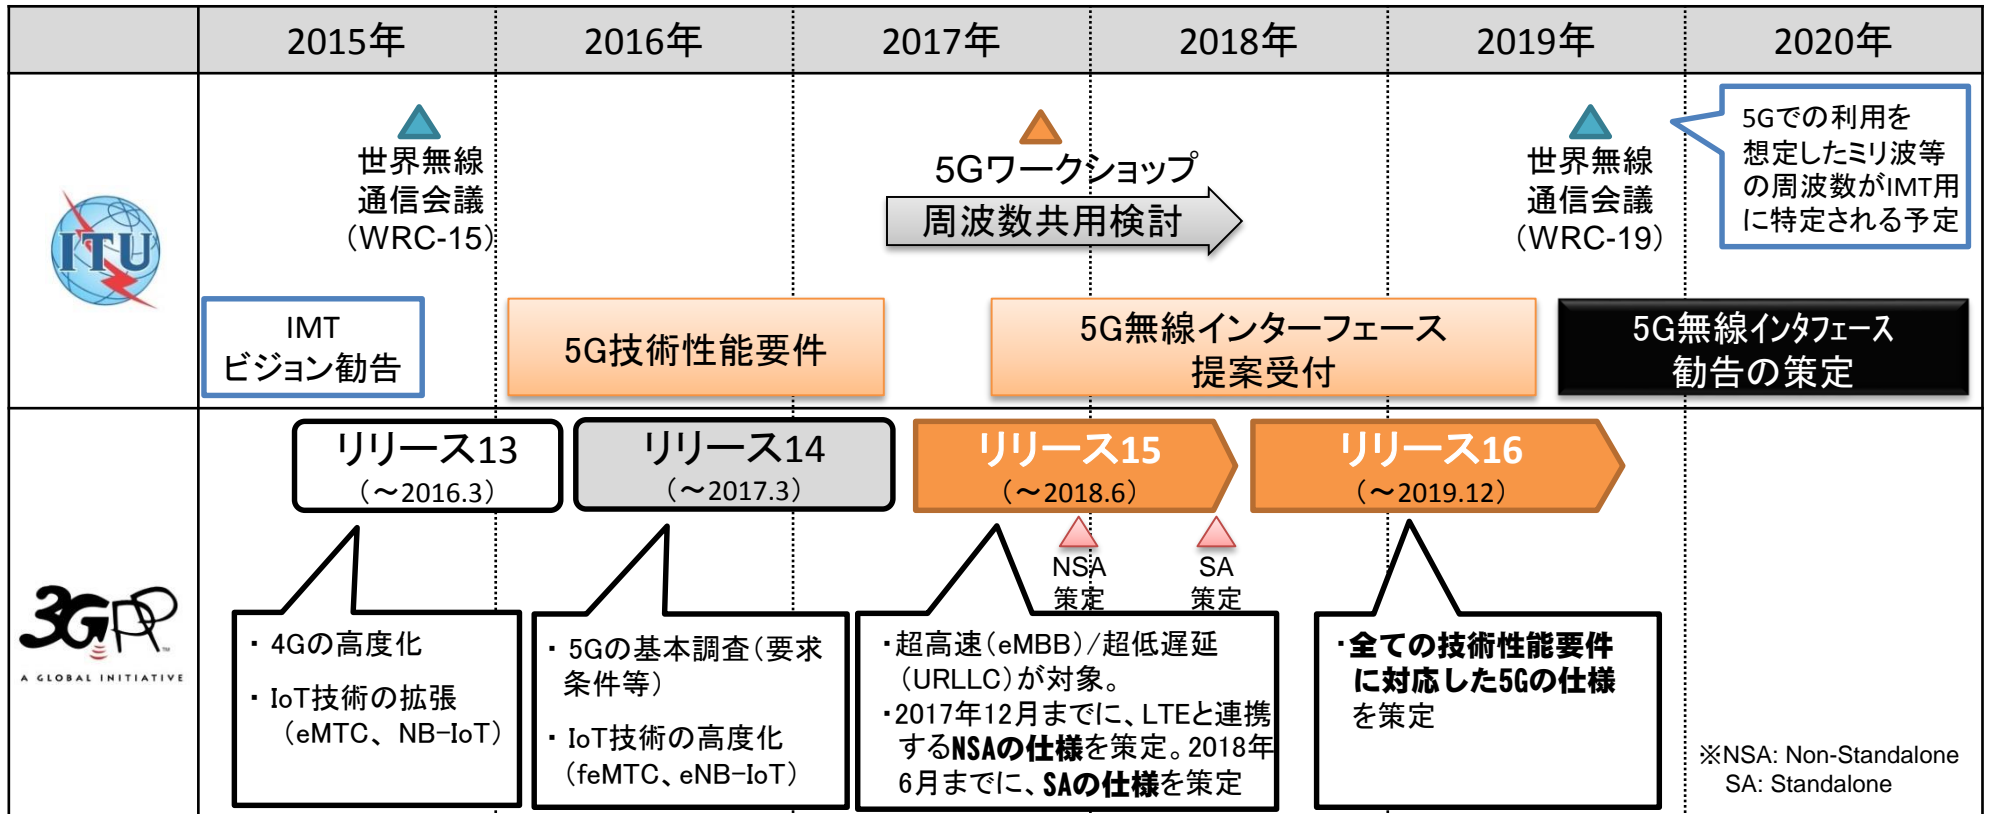 2015年
2016年
2017年
2018年
2019年
2020年
ITU
世界無線
通信会議
（WRC-15）
5Gワークショップ
周波数共用検討
世界無線
通信会議
（WRC-19）
5Gでの利用を
想定したミリ波等
の周波数がIMT用
に特定される予定
IMT
ビジョン勧告
5G技術性能要件
5G無線インターフェース
提案受付
5G無線インタフェース
勧告の策定
3GPP
TM
A GLOBAL INITIATIVE
リリース13
（～2016.3）
リリース14
（～2017.3）
リリース15
（～2018.6）
リリース16
（～2019.12）
NSA
策定
SA
策定
・ 4Gの高度化
・ IoT技術の拡張
（eMTC、NB-IoT）
・ 5Gの基本調査（要求
条件等）
・ IoT技術の高度化
（feMTC、eNB-IoT）
・超高速（eMBB）/超低遅延
（URLLC）が対象。
・2017年12月までに、LTEと連携
するNSAの仕様を策定。2018年
6月までに、SAの仕様を策定
・全ての技術性能要件
に対応した5Gの仕様
を策定
※NSA: Non-Standalone
SA: Standalone